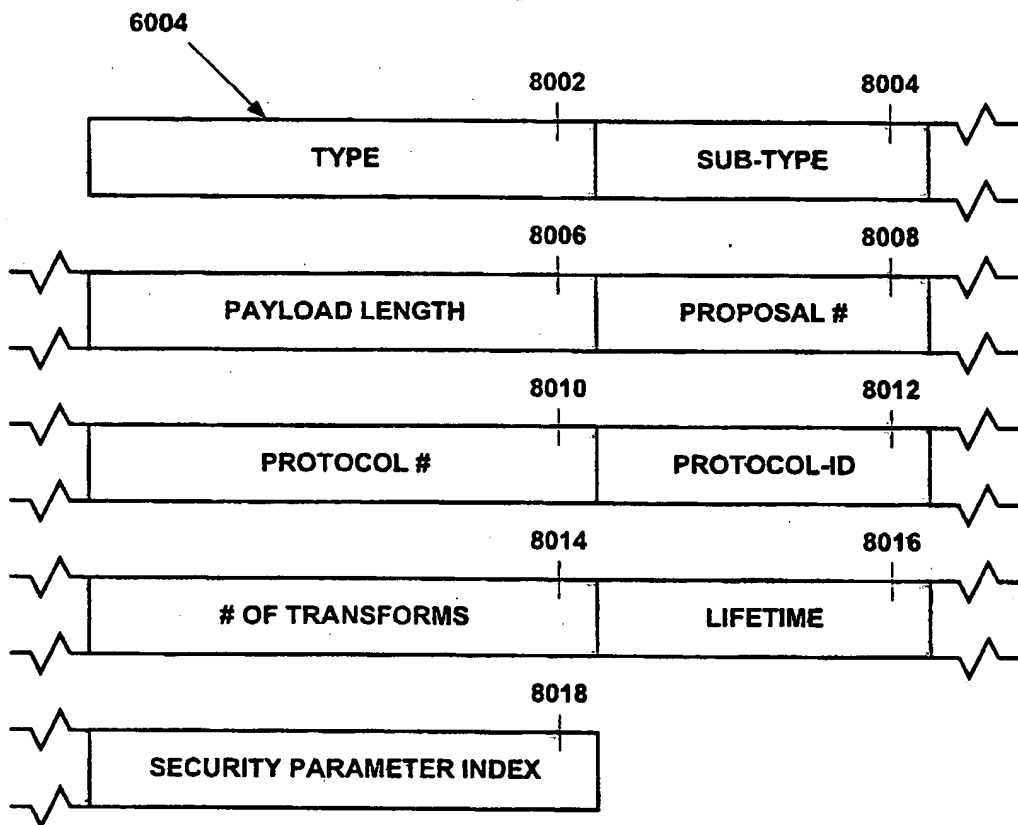 6004
8002 8004
TYPE SUB-TYPE
8006 8008
PAYLOAD LENGTH PROPOSAL #
8010 8012
PROTOCOL # PROTOCOL-ID
8014 8016
# OF TRANSFORMS LIFETIME
8018
SECURITY PARAMETER INDEX